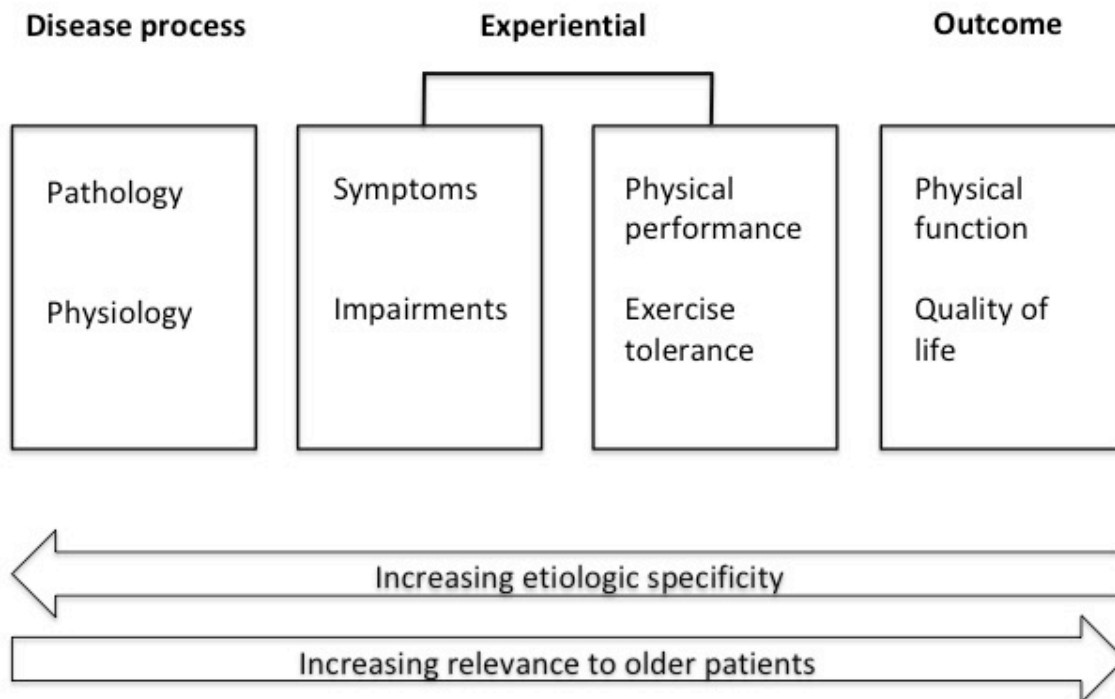 Disease process
Experiential
Outcome
Pathology
Physiology
Symptoms
Impairments
Physical
performance
Exercise
tolerance
Physical
function
Quality of
life
Increasing etiologic specificity
Increasing relevance to older patients